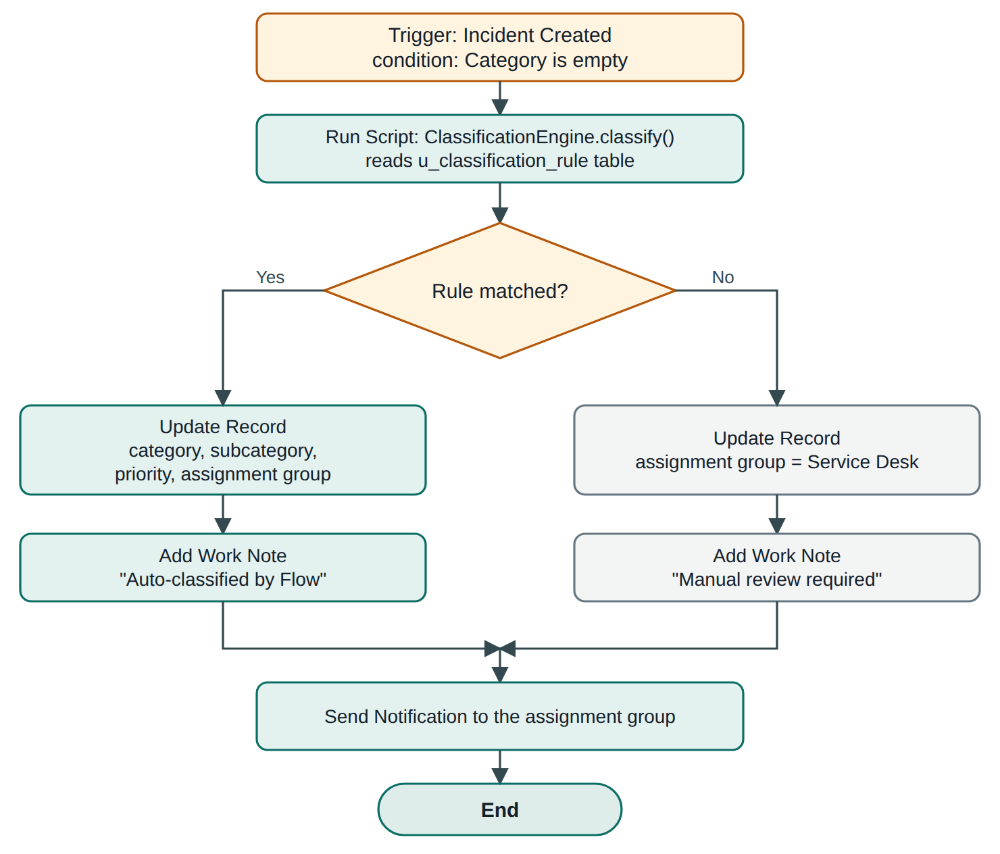 Trigger: Incident Created
condition: Category is empty
Run Script: ClassificationEngine.classify()
reads u_classification_rule table
Yes
No
Rule matched?
Update Record
category, subcategory,
priority, assignment group
Update Record
assignment group = Service Desk
Add Work Note
"Auto-classified by Flow"
Add Work Note
"Manual review required"
Send Notification to the assignment group
End